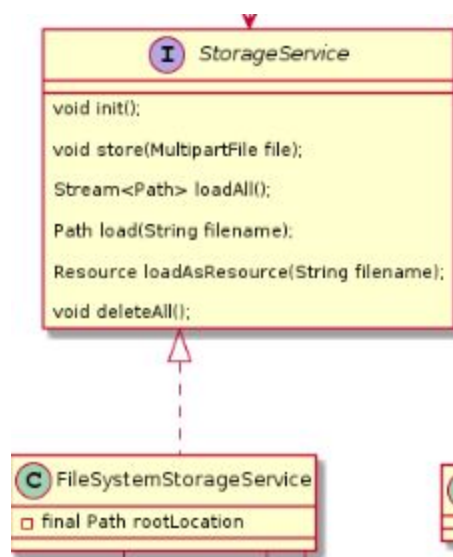 I StorageService
void init();
void store(MultipartFile file);
Stream<Path> loadAll();
Path load(String filename);
Resource loadAsResource(String filename);
void deleteAll();
C FileSystemStorageService
final Path rootLocation